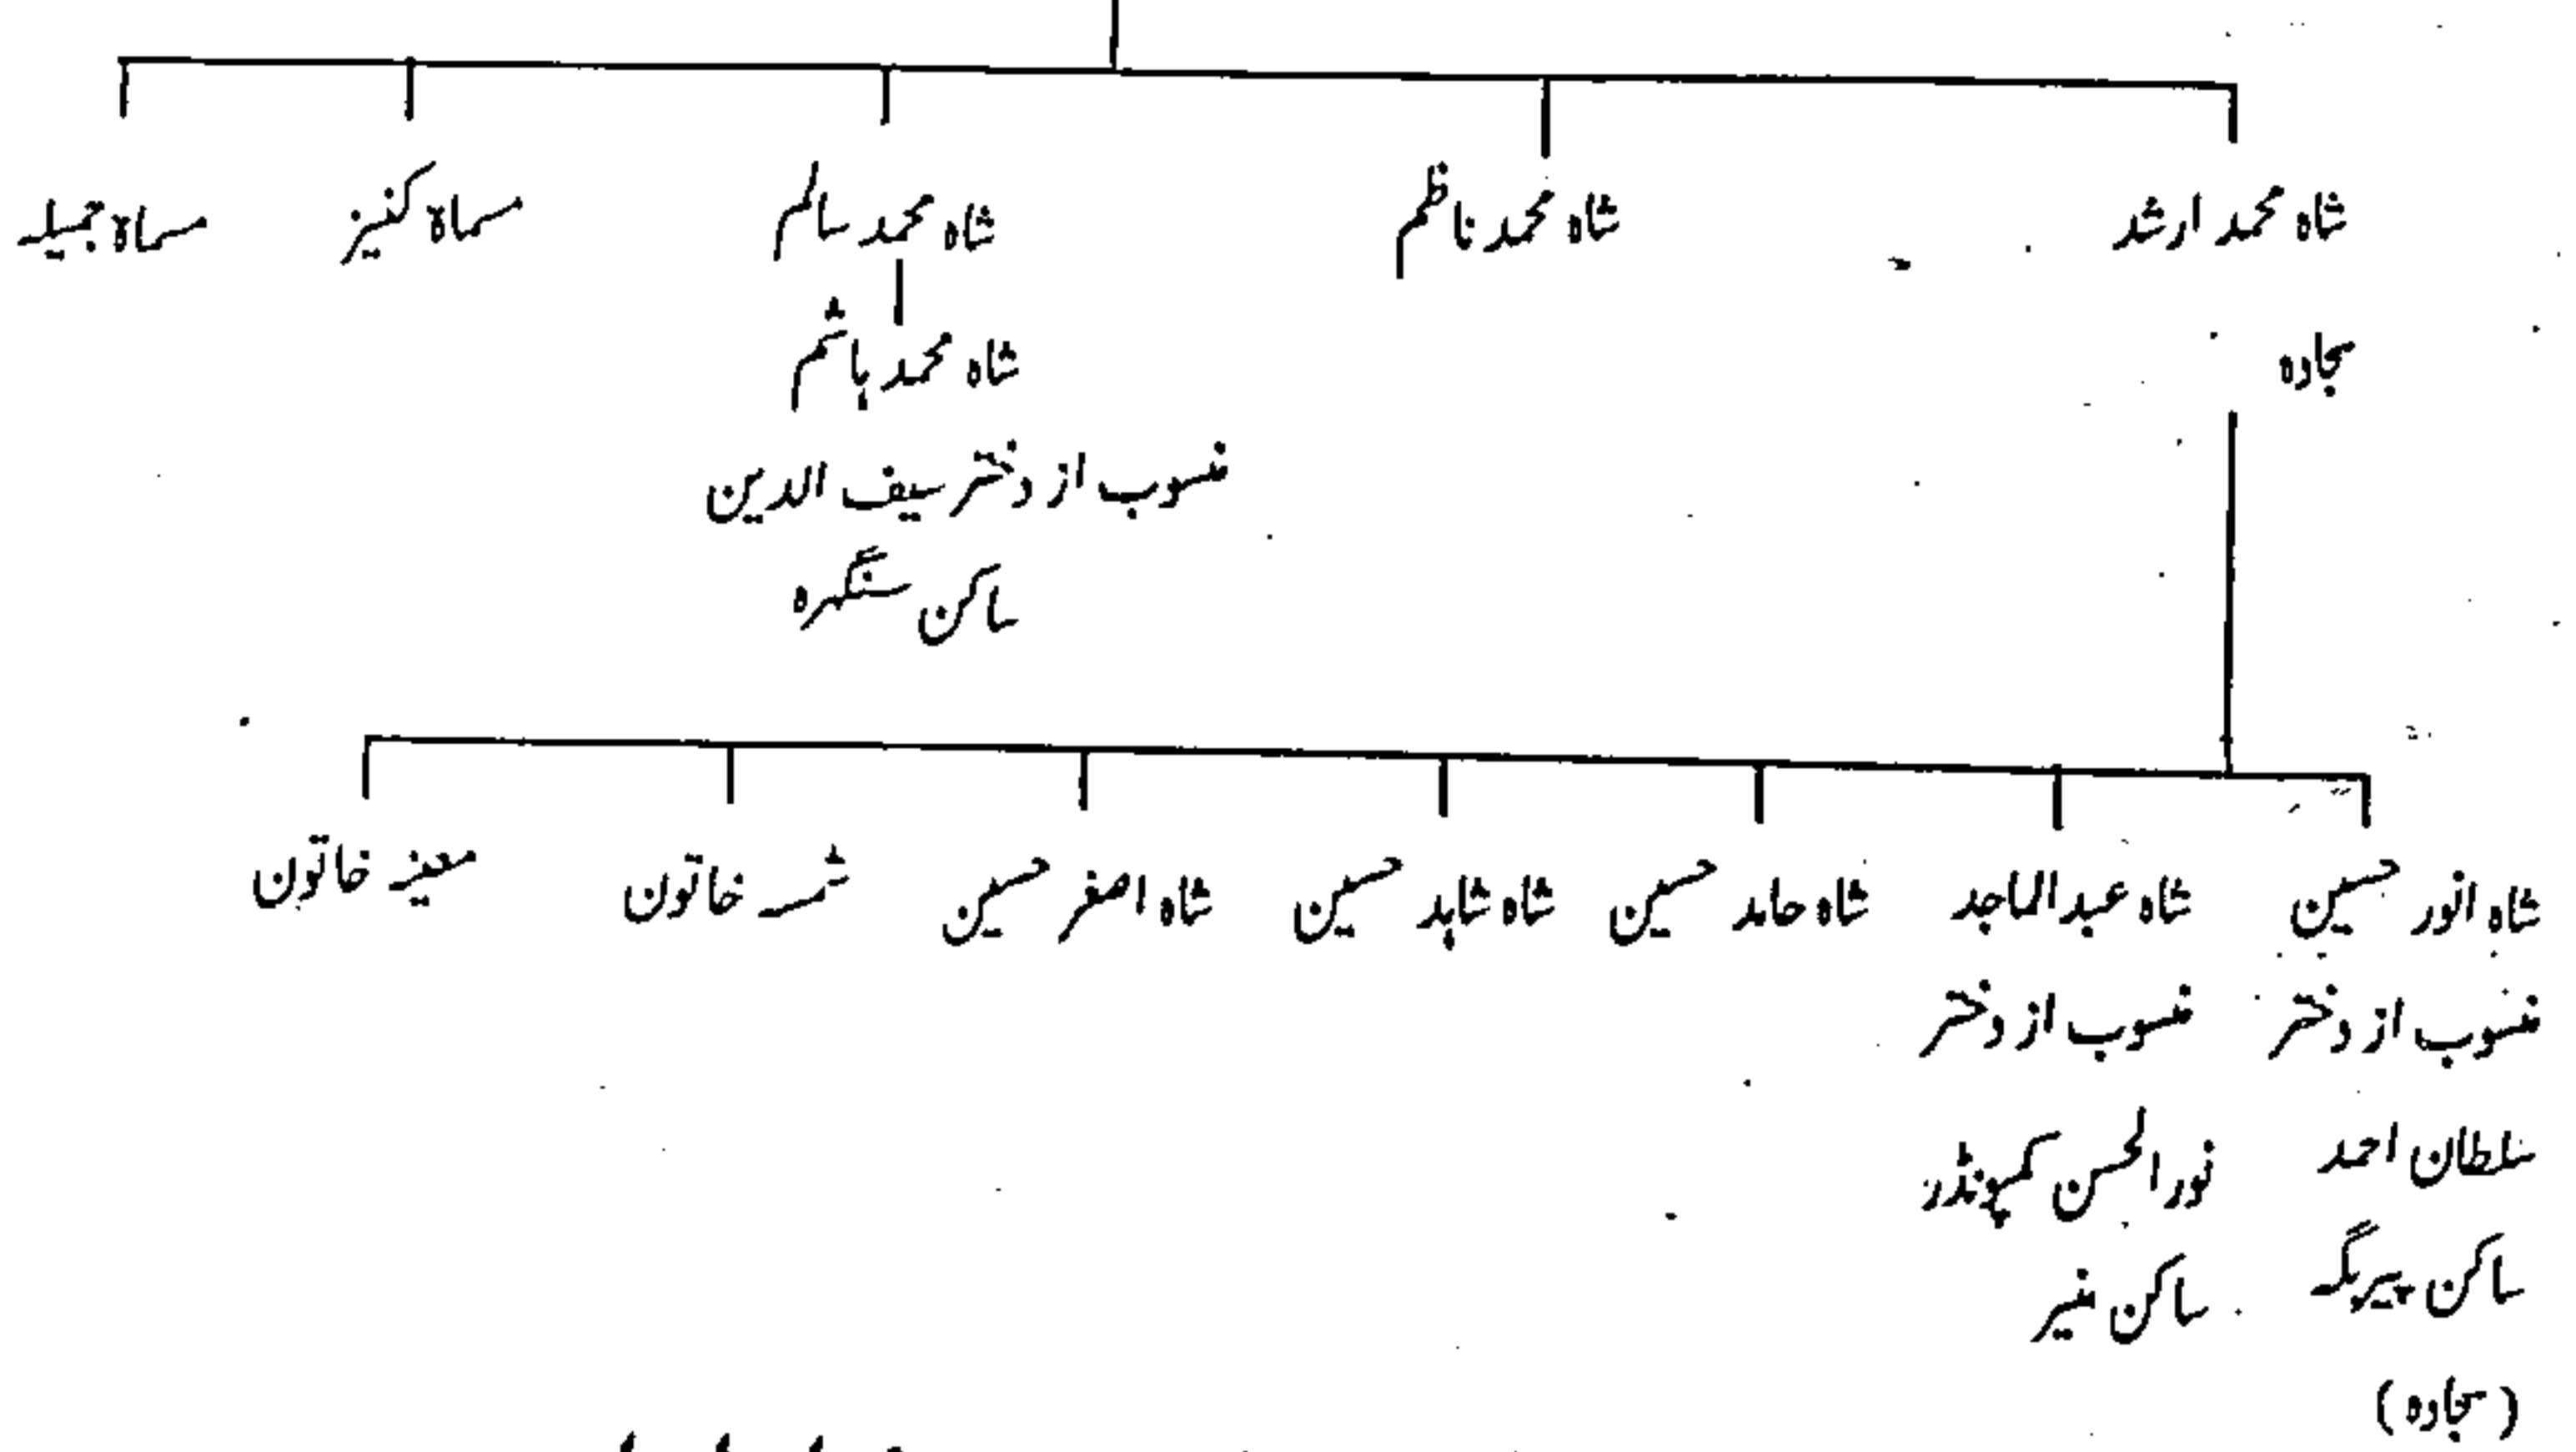 شاہ محمد ارشد شاہ محمد ناظم شاہ محمد سالم مسماۃ کنیز مسماۃ جمیلہ
سجادہ شاہ محمد ہاشم
منسوب از دختر سیف الدین
ساکن سنگہرہ
شاہ انور حسین شاہ عبدالماجد شاہ حامد حسین شاہ شاہد حسین شاہ اصغر حسین شمسہ خاتون معینہ خاتون
منسوب از دختر منسوب از دختر
سلطان احمد نورالحسن کمپونڈر
ساکن پیربگہ ساکن منیر
(سجادہ)